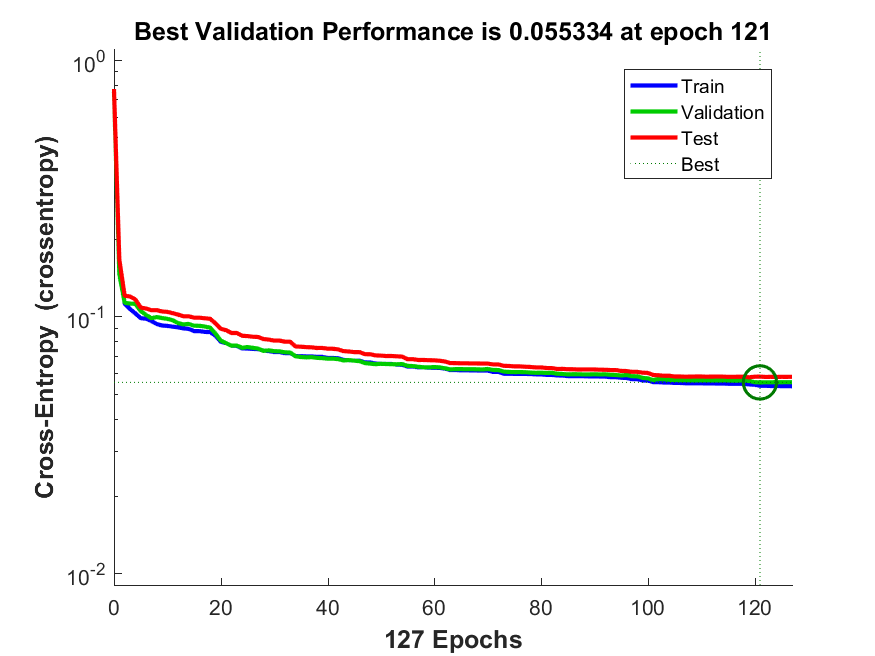 Best Validation Performance is 0.055334 at epoch 121
10^0
10^-1
10^-2
Cross-Entropy (crossentropy)
Train
Validation
Test
Best
0 20 40 60 80 100 120
127 Epochs